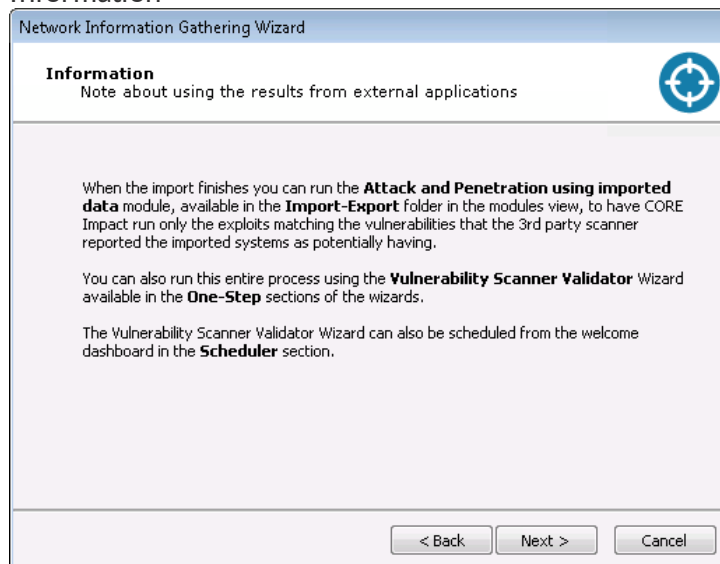 Information
Network Information Gathering Wizard
Information
Note about using the results from external applications
When the import finishes you can run the Attack and Penetration using imported
data module, available in the Import-Export folder in the modules view, to have CORE
Impact run only the exploits matching the vulnerabilities that the 3rd party scanner
reported the imported systems as potentially having.
You can also run this entire process using the Vulnerability Scanner Validator Wizard
available in the One-Step sections of the wizards.
The Vulnerability Scanner Validator Wizard can also be scheduled from the welcome
dashboard in the Scheduler section.
< Back
Next >
Cancel